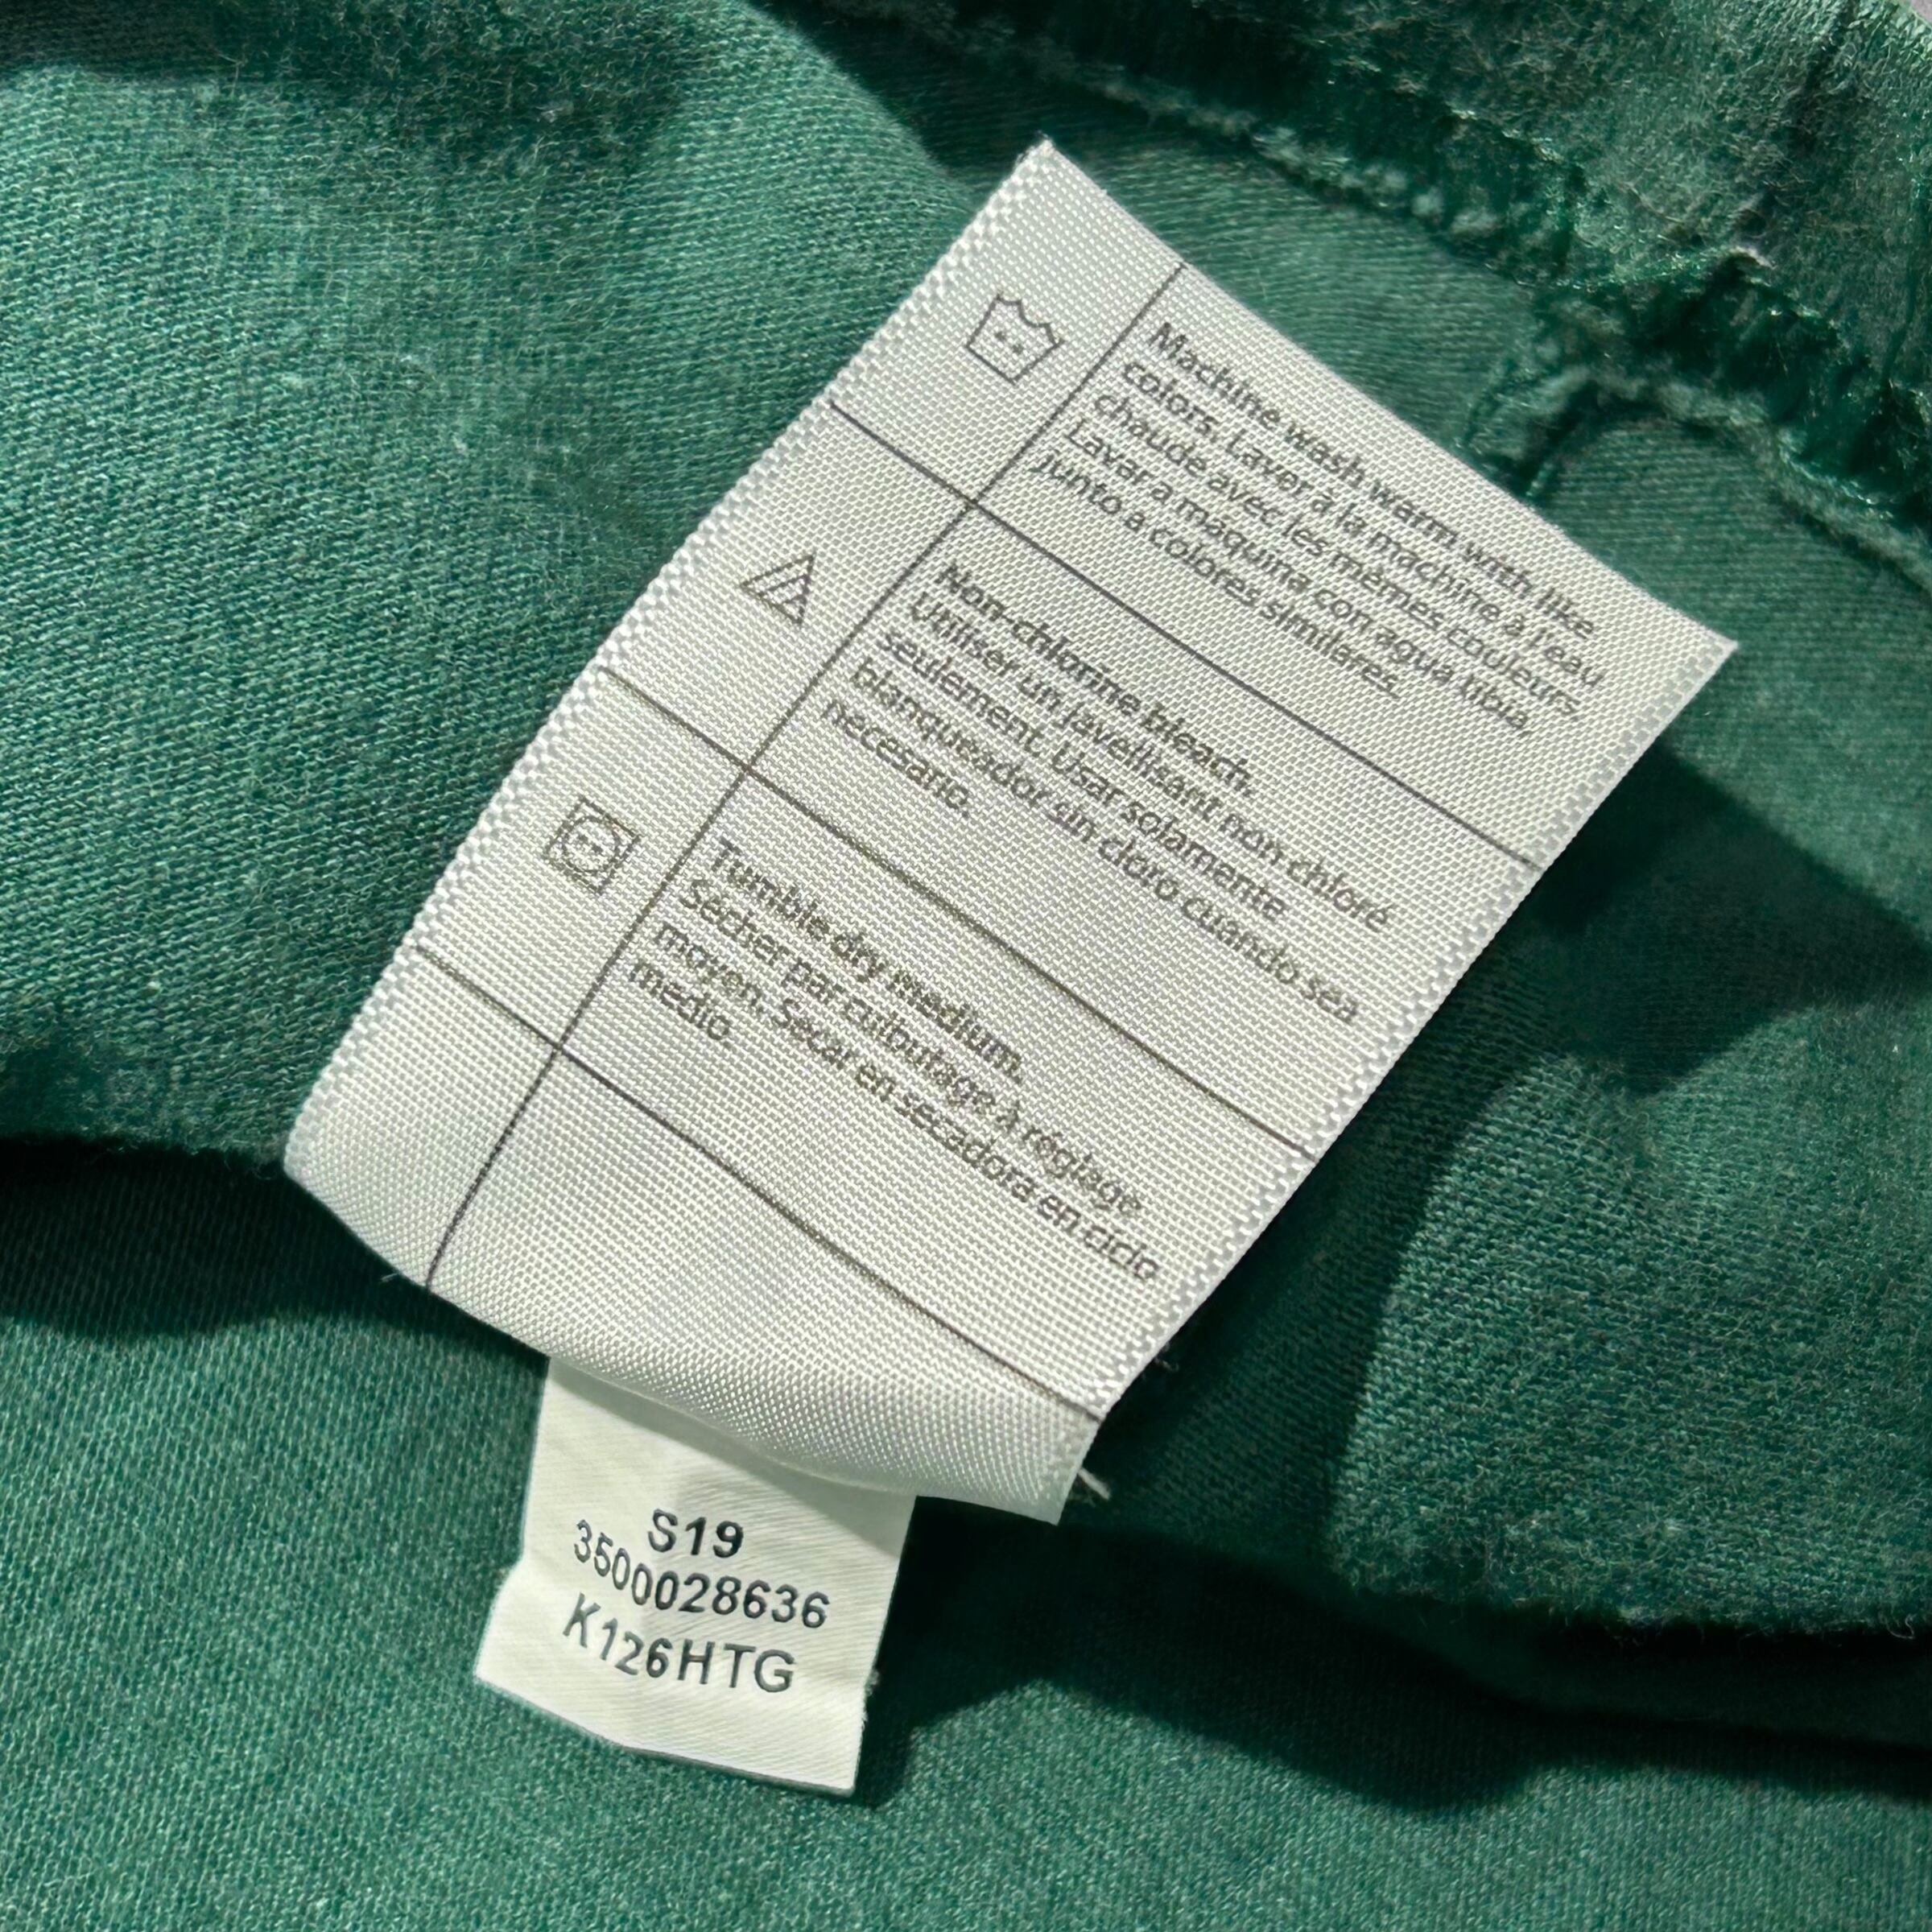 Machine wash warm with like
colors. Laver à la machine à l'eau
chaude avec les mêmes couleurs.
Lavar a maquina con agua tibia
junto a colores similares.
Non-chlorine bleach.
Utiliser un javellisant non chloré
seulement. Usar solamente
blanqueador sin cloro cuando sea
necesario.
Tumble dry medium.
Sécher par culbutage à réglage
moyen. Secar en secadora en ciclo
medio.
S19
3500028636
K126HTG